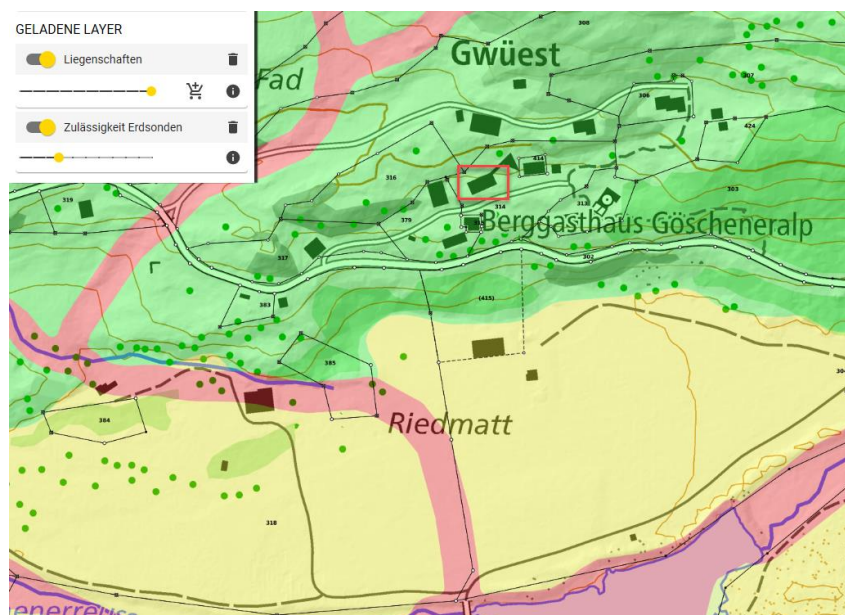 GELADENE LAYER
Liegenschaften
Zulässigkeit Erdsonden
Fad
Gwüest
308
307
306
424
316
414
303
319
314
313
379
Berggasthaus Göscheneralp
317
302
383
(415)
385
384
Riedmatt
318